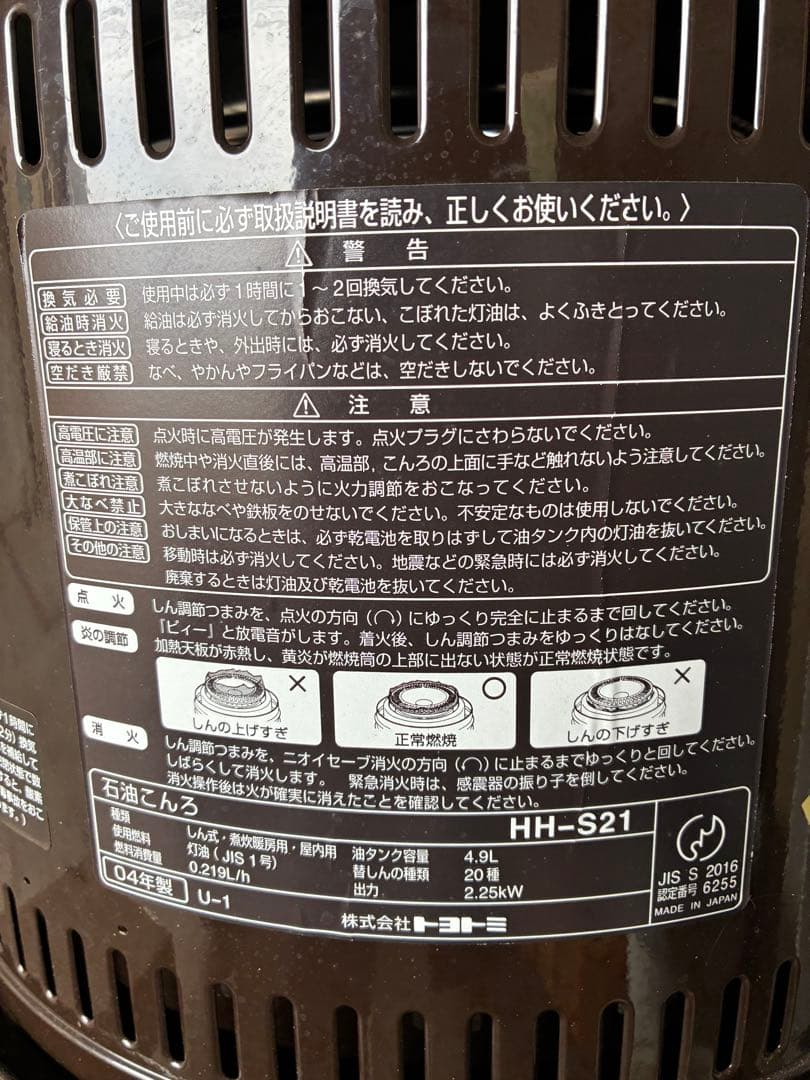 〈ご使用前に必ず取扱説明書を読み、正しくお使いください。〉
⚠ 警告
換気必要 使用中は必ず1時間に1～2回換気してください。
給油時消火 給油は必ず消火してからおこない、こぼれた灯油は、よくふきとってください。
寝るとき消火 寝るときや、外出時には、必ず消火してください。
空だき厳禁 なべ、やかんやフライパンなどは、空だきしないでください。
⚠ 注意
高電圧に注意 点火時に高電圧が発生します。点火プラグにさわらないでください。
高温部に注意 燃焼中や消火直後には、高温部,こんろの上面に手など触れないよう注意してください。
煮こぼれ注意 煮こぼれさせないように火力調節をおこなってください。
大なべ禁止 大きななべや鉄板をのせないでください。不安定なものは使用しないでください。
保管上の注意 おしまいになるときは、必ず乾電池を取りはずして油タンク内の灯油を抜いてください。
その他の注意 移動時は必ず消火してください。地震などの緊急時には必ず消火してください。
廃棄するときは灯油及び乾電池を抜いてください。
点火 しん調節つまみを、点火の方向(⌒)にゆっくり完全に止まるまで回してください。
「ピィー」と放電音がします。着火後、しん調節つまみをゆっくりはなしてください。
炎の調節 加熱天板が赤熱し、黄炎が燃焼筒の上部に出ない状態が正常燃焼状態です。
× ○ ×
しんの上げすぎ 正常燃焼 しんの下げすぎ
消火 しん調節つまみを、ニオイセーブ消火の方向(⌒)に止まるまでゆっくりと回してください。
しばらくして消火します。 緊急消火時は、感震器の振り子を倒してください。
消火操作後は火が確実に消えたことを確認してください。
石油こんろ HH-S21
種類 しん式・煮炊暖房用・屋内用
使用燃料 灯油(JIS1号)
燃料消費量 0.219L/h
油タンク容量 4.9L
替しんの種類 20種
出力 2.25kW
04年製 U-1
株式会社トヨトミ
JIS S 2016
認定番号 6255
MADE IN JAPAN
1時間に
2分)換気